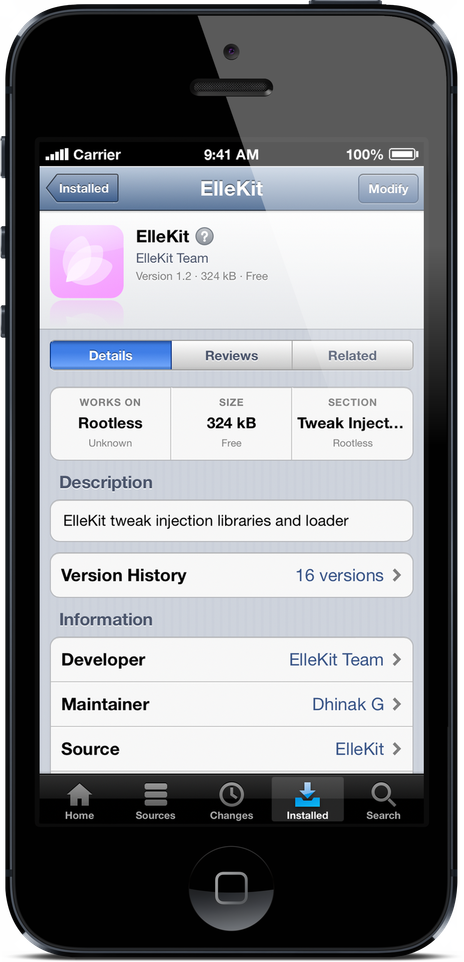 Carrier 9:41 AM 100%
Installed ElleKit Modify
ElleKit ?
ElleKit Team
Version 1.2 · 324 kB · Free
Details Reviews Related
WORKS ON SIZE SECTION
Rootless 324 kB Tweak Inject...
Unknown Free Rootless
Description
ElleKit tweak injection libraries and loader
Version History 16 versions
Information
Developer ElleKit Team
Maintainer Dhinak G
Source ElleKit
Home Sources Changes Installed Search